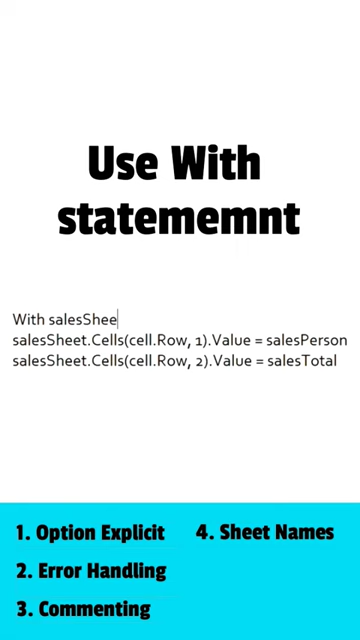 Use With
statememnt
With salesShee
salesSheet.Cells(cell.Row, 1).Value = salesPerson
salesSheet.Cells(cell.Row, 2).Value = salesTotal
1. Option Explicit
2. Error Handling
3. Commenting
4. Sheet Names